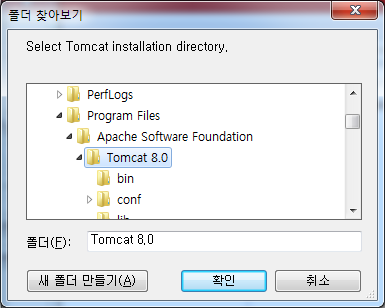 폴더 찾아보기
Select Tomcat installation directory.
PerfLogs
Program Files
Apache Software Foundation
Tomcat 8.0
bin
conf
lib
폴더(F):
Tomcat 8.0
새 폴더 만들기(A)
확인
취소